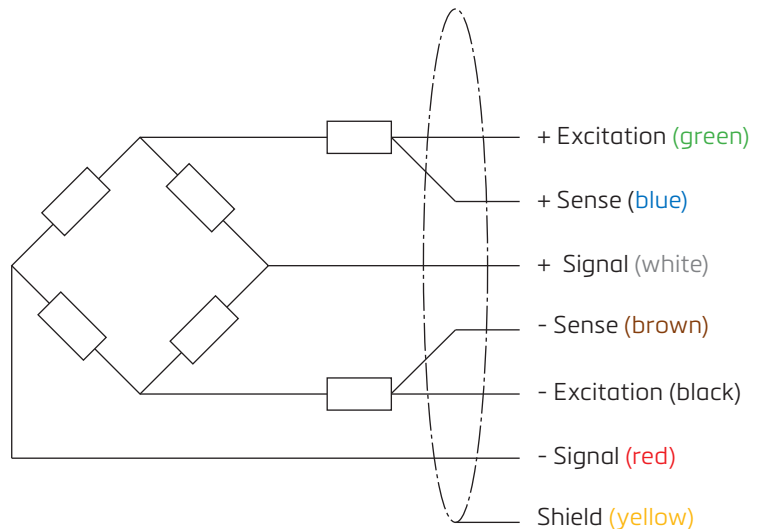 + Excitation (green)
+ Sense (blue)
+ Signal (white)
- Sense (brown)
- Excitation (black)
- Signal (red)
Shield (yellow)